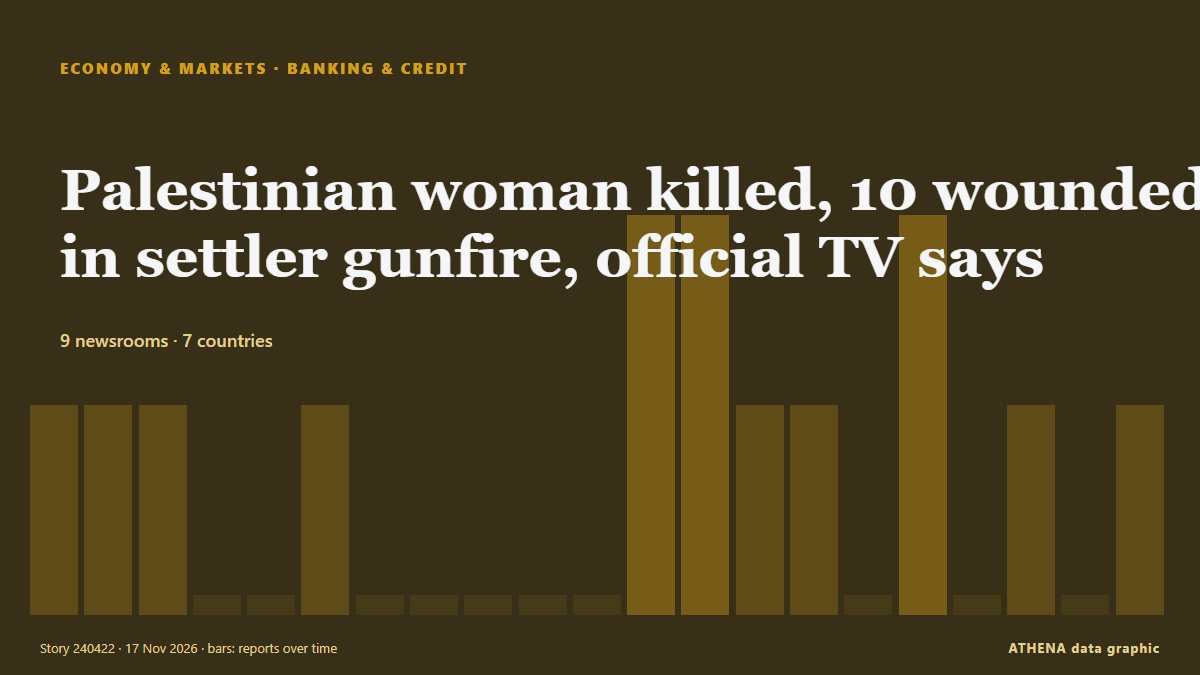 ECONOMY & MARKETS · BANKING & CREDIT
Palestinian woman killed, 10 wounded
in settler gunfire, official TV says
9 newsrooms · 7 countries
Story 240422 · 17 Nov 2026 · bars: reports over time
ATHENA data graphic